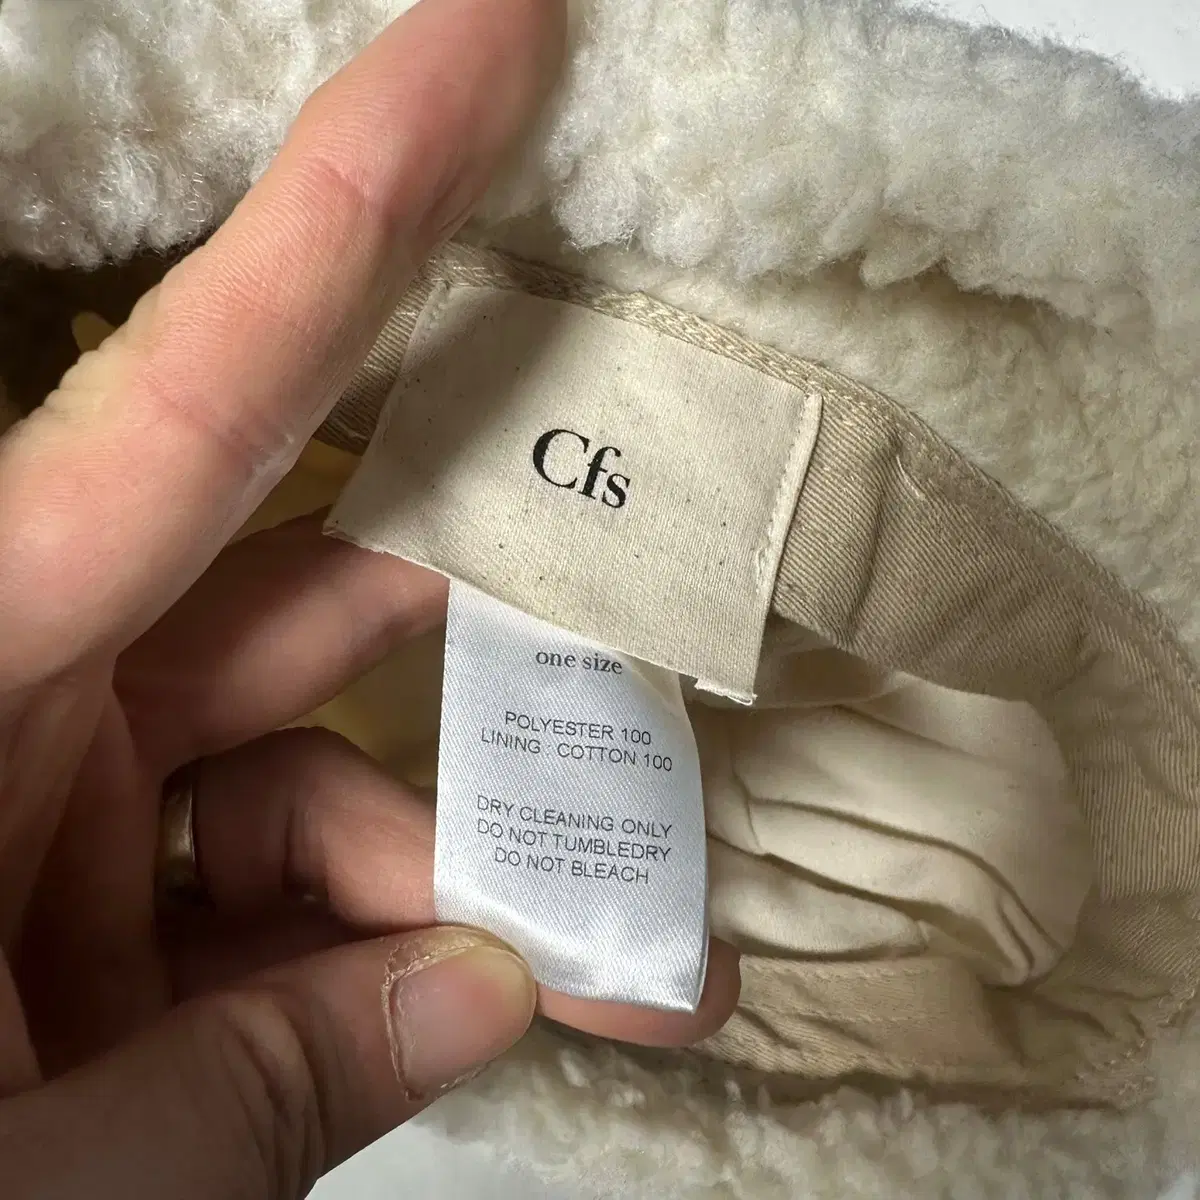 Cfs
one size
POLYESTER 100
LINING : COTTON 100
DRY CLEANING ONLY
DO NOT TUMBLEDRY
DO NOT BLEACH